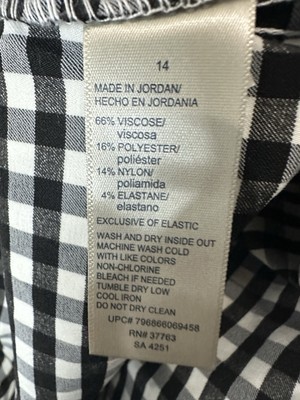 14
MADE IN JORDAN/
HECHO EN JORDANIA
66% VISCOSE/
viscosa
16% POLYESTER/
poliéster
14% NYLON/
poliamida
4% ELASTANE/
elastano
EXCLUSIVE OF ELASTIC
WASH AND DRY INSIDE OUT
MACHINE WASH COLD
WITH LIKE COLORS
NON-CHLORINE
BLEACH IF NEEDED
TUMBLE DRY LOW
COOL IRON
DO NOT DRY CLEAN
UPC# 796866069458
RN# 37763
SA 4251